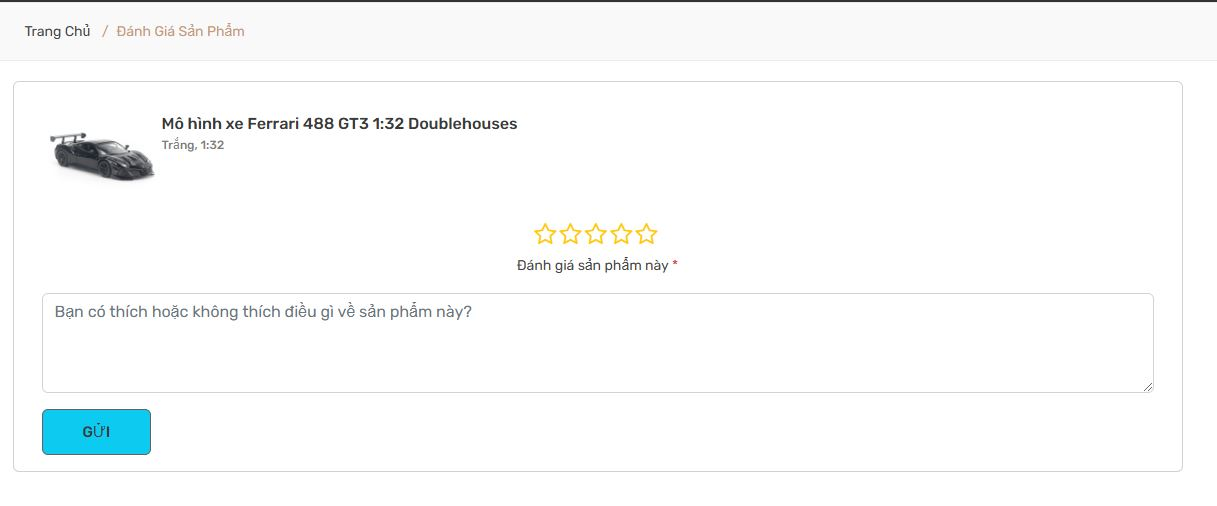 Trang Chủ / Đánh Giá Sản Phẩm
Mô hình xe Ferrari 488 GT3 1:32 Doublehouses
Trắng, 1:32
Đánh giá sản phẩm này *
Bạn có thích hoặc không thích điều gì về sản phẩm này?
GỬI